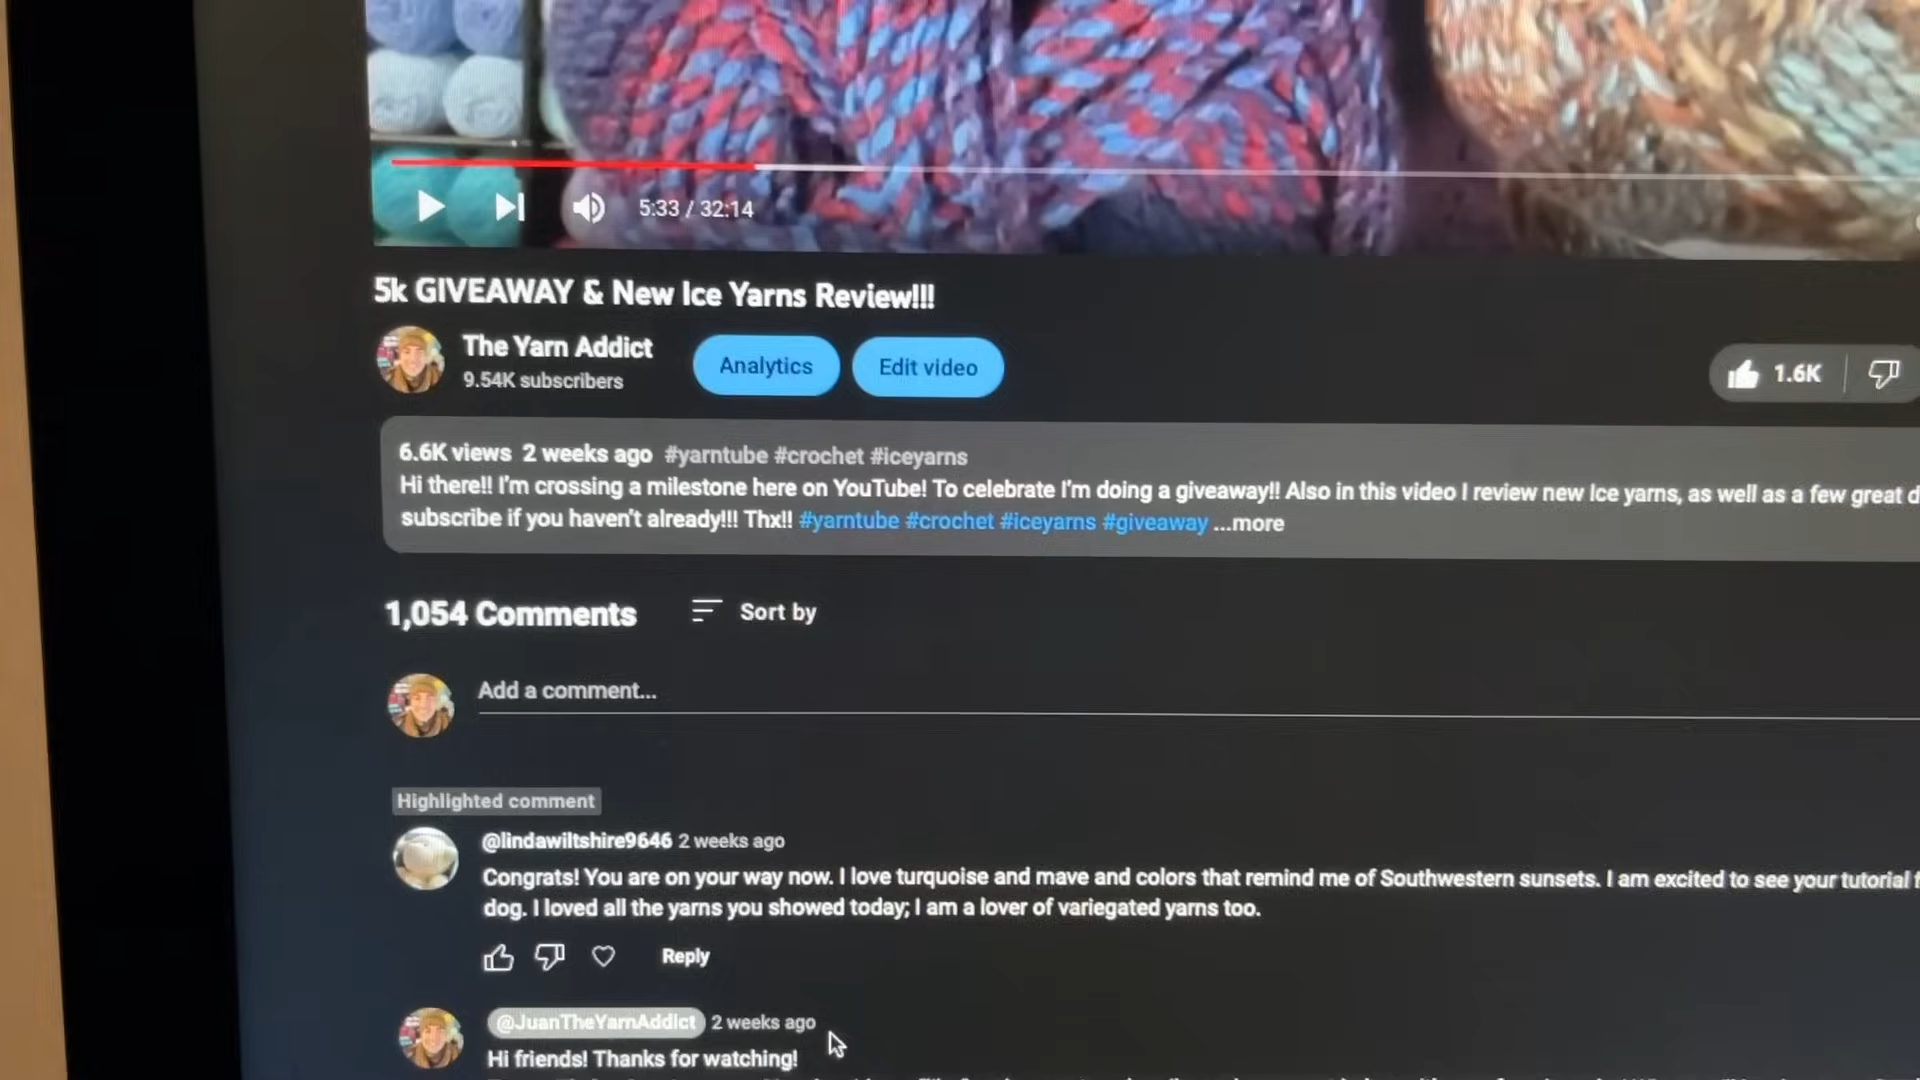 5:33 / 32:14
5k GIVEAWAY & New Ice Yarns Review!!!
The Yarn Addict
9.54K subscribers
Analytics
Edit video
1.6K
6.6K views 2 weeks ago #yarntube #crochet #iceyarns
Hi there!! I'm crossing a milestone here on YouTube! To celebrate I'm doing a giveaway!! Also in this video I review new Ice yarns, as well as a few great d
subscribe if you haven't already!!! Thx!! #yarntube #crochet #iceyarns #giveaway ...more
1,054 Comments
Sort by
Add a comment...
Highlighted comment
@lindawiltshire9646 2 weeks ago
Congrats! You are on your way now. I love turquoise and mave and colors that remind me of Southwestern sunsets. I am excited to see your tutorial f
dog. I loved all the yarns you showed today; I am a lover of variegated yarns too.
Reply
@JuanTheYarnAddict 2 weeks ago
Hi friends! Thanks for watching!